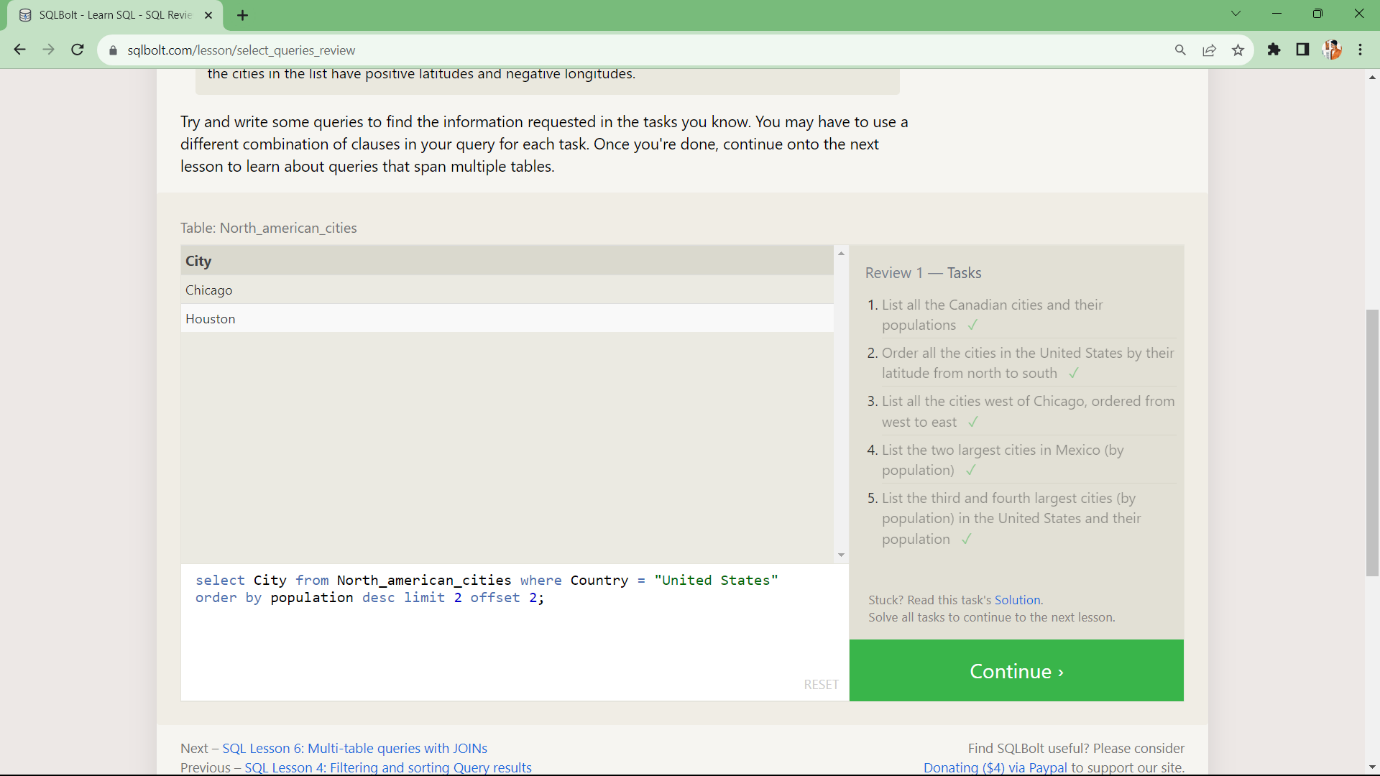 SQLBolt - Learn SQL - SQL Revie
sqlbolt.com/lesson/select_queries_review
the cities in the list have positive latitudes and negative longitudes.
Try and write some queries to find the information requested in the tasks you know. You may have to use a
different combination of clauses in your query for each task. Once you're done, continue onto the next
lesson to learn about queries that span multiple tables.
Table: North_american_cities
City
Chicago
Houston
select City from North_american_cities where Country = "United States"
order by population desc limit 2 offset 2;
RESET
Review 1 — Tasks
1. List all the Canadian cities and their
populations ✓
2. Order all the cities in the United States by their
latitude from north to south ✓
3. List all the cities west of Chicago, ordered from
west to east ✓
4. List the two largest cities in Mexico (by
population) ✓
5. List the third and fourth largest cities (by
population) in the United States and their
population ✓
Stuck? Read this task's Solution.
Solve all tasks to continue to the next lesson.
Continue ›
Next – SQL Lesson 6: Multi-table queries with JOINs
Previous – SQL Lesson 4: Filtering and sorting Query results
Find SQLBolt useful? Please consider
Donating ($4) via Paypal to support our site.